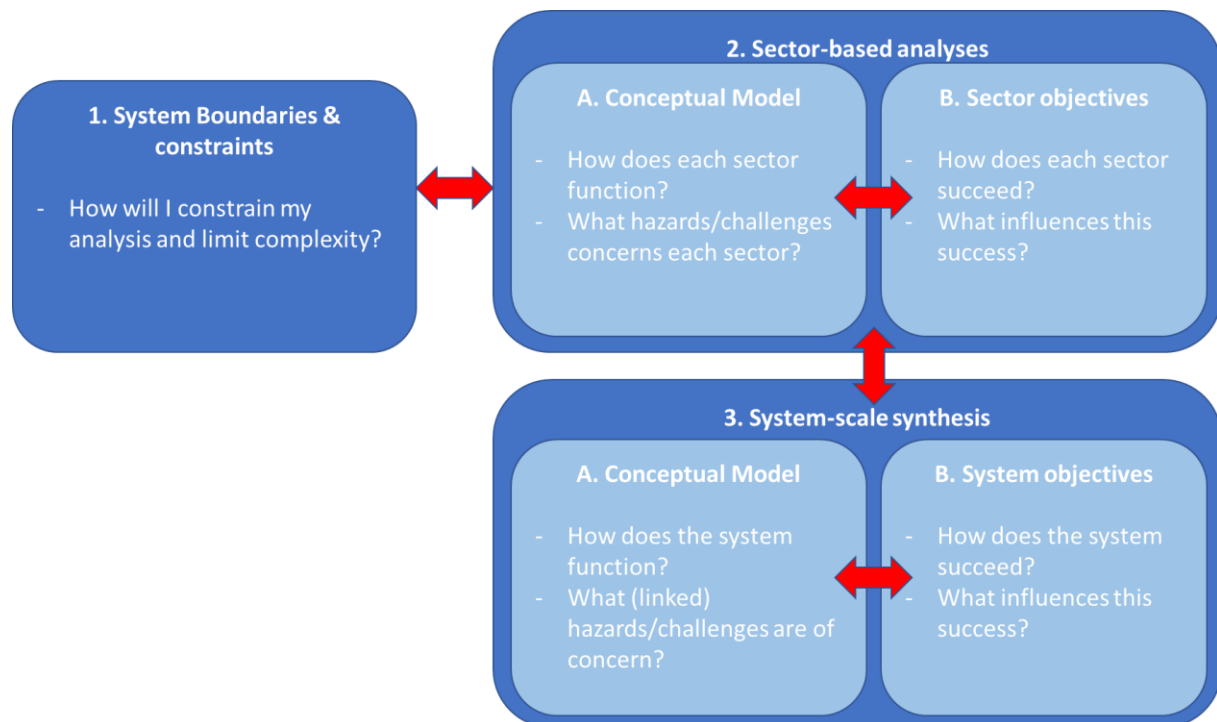 1. System Boundaries &
constraints
- How will I constrain my
analysis and limit complexity?
2. Sector-based analyses
A. Conceptual Model
- How does each sector
function?
- What hazards/challenges
concerns each sector?
B. Sector objectives
- How does each sector
succeed?
- What influences this
success?
3. System-scale synthesis
A. Conceptual Model
- How does the system
function?
- What (linked)
hazards/challenges are of
concern?
B. System objectives
- How does the system
succeed?
- What influences this
success?